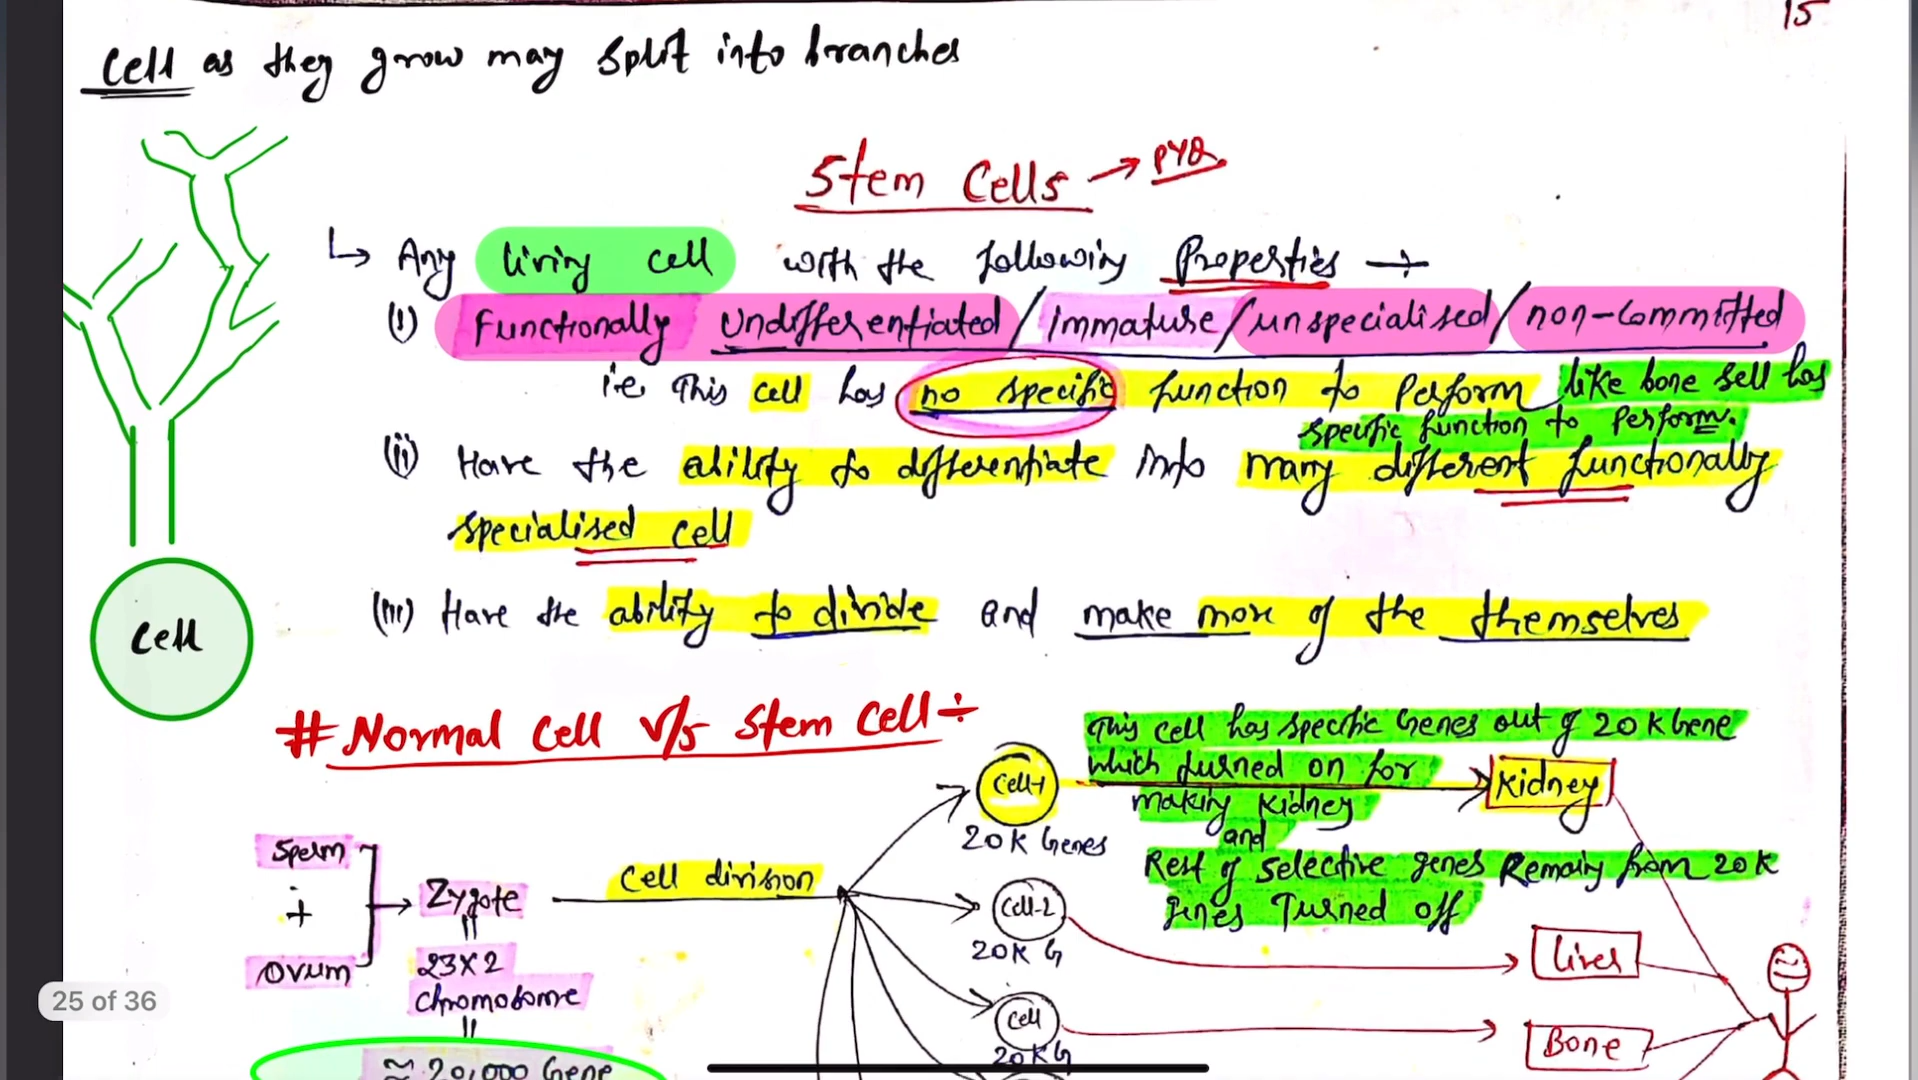 15
Cell as they grow may split into branches
Stem Cells → PYQ
↳ Any living cell with the following Properties →
(i) Functionally Undifferentiated / immature / unspecialised / non-committed
i.e. This cell has no specific function to Perform like bone sell has
specific function to Perform.
(ii) Have the ability to differentiate into many different functionally
specialised cell
(iii) Have the ability to divide and make more of the themselves
Cell
# Normal Cell v/s Stem Cell ÷
This cell has specific Genes out of 20K Gene
which turned on for
making kidney
and
Rest of selective genes Remaing from 20K
genes Turned off
Cell-1
20K Genes
Kidney
Sperm
+
Ovum
→ Zygote
Cell division
23X2
chromosome
Cell-2
20K G
Liver
Cell
20KG
Bone
≈ 20,000 Gene
25 of 36